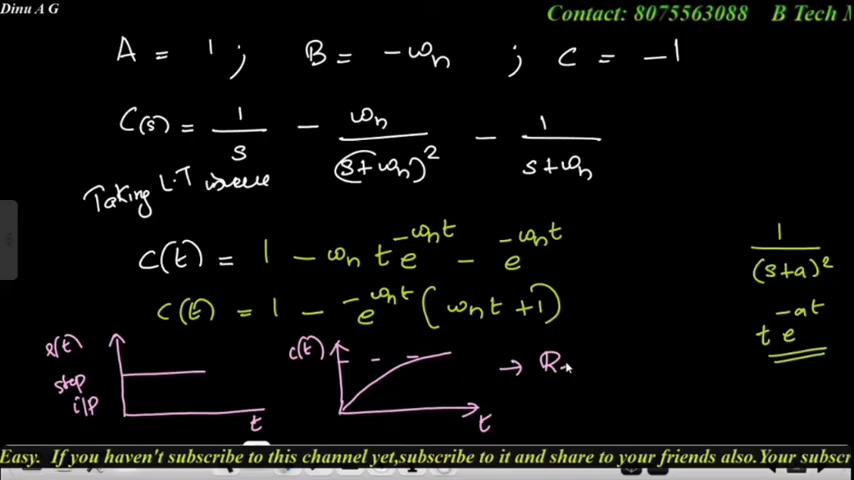 Dinu A G
Contact: 8075563088 B Tech M
A = 1 ; B = -ωn ; C = -1
C(s) = 1/s - ωn/(s+ωn)² - 1/(s+ωn)
Taking L.T inverse
c(t) = 1 - ωn t e^-ωnt - e^-ωnt
c(t) = 1 - e^-ωnt (ωnt + 1)
1/(s+a)²
t e^-at
r(t)
step
i/p
t
c(t)
t
→ R
Easy. If you haven't subscribe to this channel yet,subscribe to it and share to your friends also.Your subscr